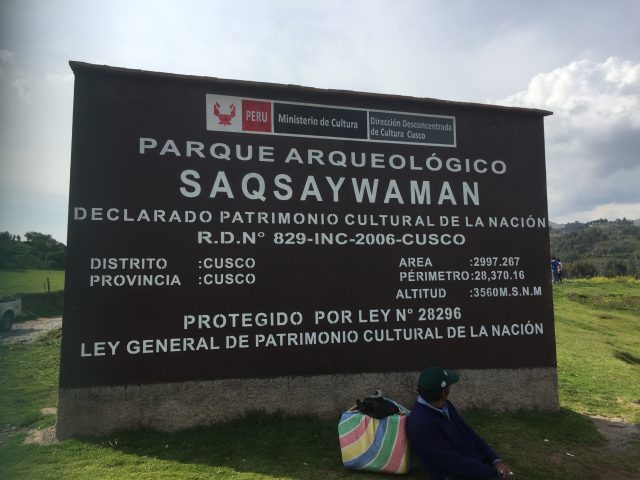 PERU Ministerio de Cultura Dirección Desconcentrada
de Cultura Cusco
PARQUE ARQUEOLÓGICO
SAQSAYWAMAN
DECLARADO PATRIMONIO CULTURAL DE LA NACIÓN
R.D.N° 829-INC-2006-CUSCO
DISTRITO :CUSCO AREA :2997.267
PROVINCIA :CUSCO PÉRIMETRO:28,370.16
ALTITUD :3560M.S.N.M
PROTEGIDO POR LEY N° 28296
LEY GENERAL DE PATRIMONIO CULTURAL DE LA NACIÓN